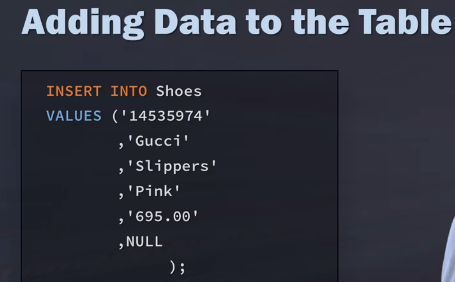 Adding Data to the Table
INSERT INTO Shoes
VALUES ('14535974'
,'Gucci'
,'Slippers'
,'Pink'
,'695.00'
,NULL
);